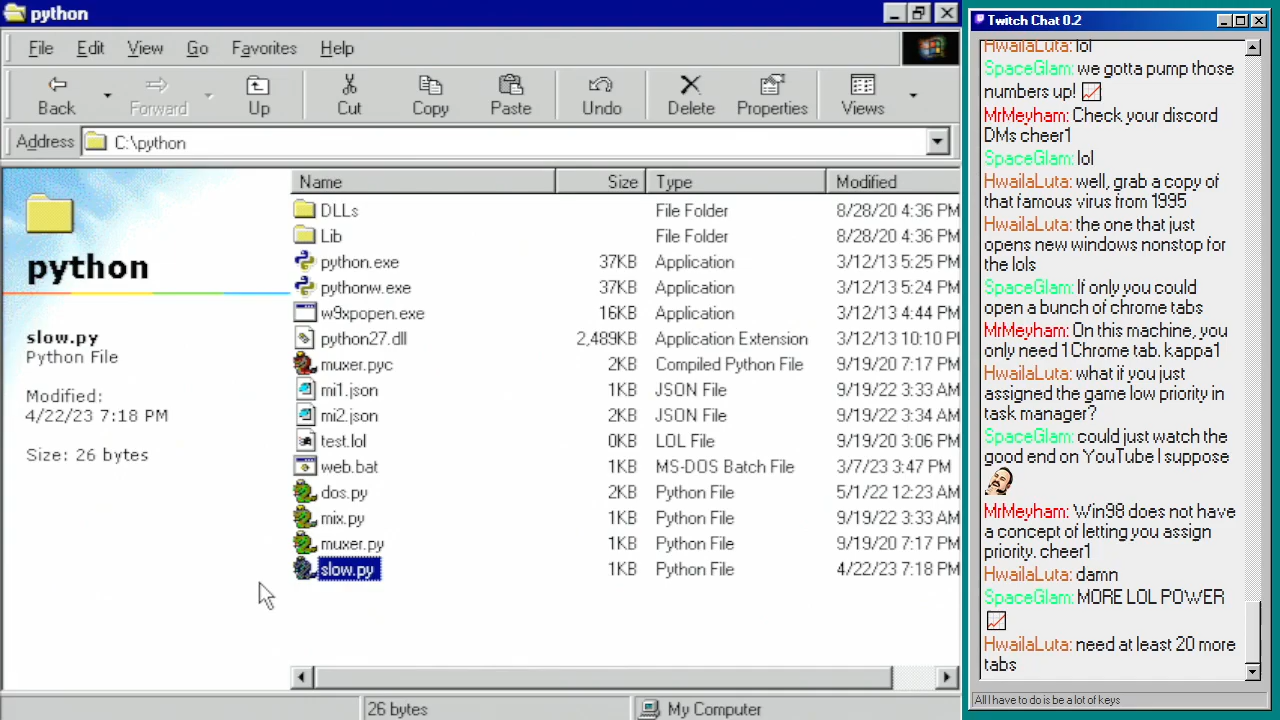 python
File Edit View Go Favorites Help
Back Forward Up Cut Copy Paste Undo Delete Properties Views
Address C:\python
python
slow.py
Python File
Modified:
4/22/23 7:18 PM
Size: 26 bytes
Name Size Type Modified
DLLs File Folder 8/28/20 4:36 PM
Lib File Folder 8/28/20 4:36 PM
python.exe 37KB Application 3/12/13 5:25 PM
pythonw.exe 37KB Application 3/12/13 5:24 PM
w9xpopen.exe 16KB Application 3/12/13 4:44 PM
python27.dll 2,489KB Application Extension 3/12/13 10:10 P
muxer.pyc 2KB Compiled Python File 9/19/20 7:17 PM
mi1.json 1KB JSON File 9/19/22 3:33 AM
mi2.json 2KB JSON File 9/19/22 3:34 AM
test.lol 0KB LOL File 9/19/20 3:06 PM
web.bat 1KB MS-DOS Batch File 3/7/23 3:47 PM
dos.py 2KB Python File 5/1/22 12:23 AM
mix.py 1KB Python File 9/19/22 3:33 AM
muxer.py 1KB Python File 9/19/20 7:17 PM
slow.py 1KB Python File 4/22/23 7:18 PM
26 bytes My Computer
Twitch Chat 0.2
HwailaLuta: lol
SpaceGlam: we gotta pump those
numbers up!
MrMeyham: Check your discord
DMs cheer1
SpaceGlam: lol
HwailaLuta: well, grab a copy of
that famous virus from 1995
HwailaLuta: the one that just
opens new windows nonstop for
the lols
SpaceGlam: If only you could
open a bunch of chrome tabs
MrMeyham: On this machine, you
only need 1 Chrome tab. kappa1
HwailaLuta: what if you just
assigned the game low priority in
task manager?
SpaceGlam: could just watch the
good end on YouTube I suppose
MrMeyham: Win98 does not have
a concept of letting you assign
priority. cheer1
HwailaLuta: damn
SpaceGlam: MORE LOL POWER
HwailaLuta: need at least 20 more
tabs
All I have to do is be a lot of keys